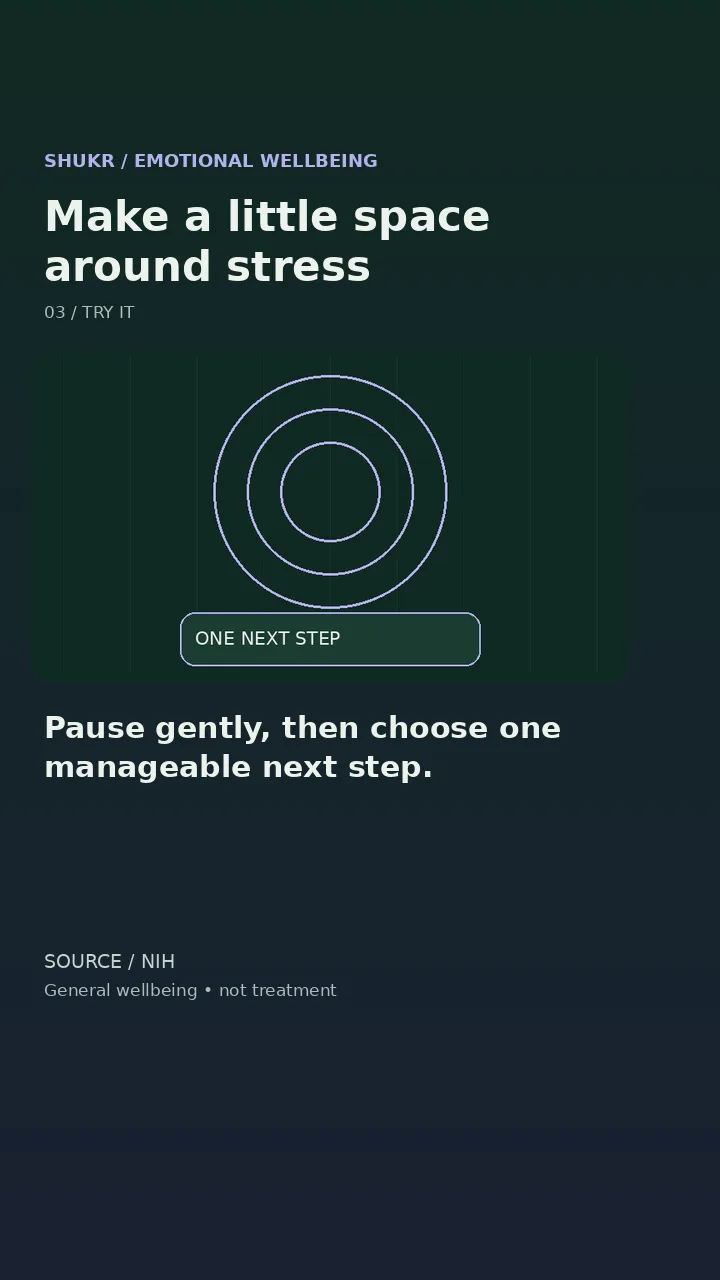 SHUKR / EMOTIONAL WELLBEING
Make a little space
around stress
03 / TRY IT
ONE NEXT STEP
Pause gently, then choose one
manageable next step.
SOURCE / NIH
General wellbeing • not treatment